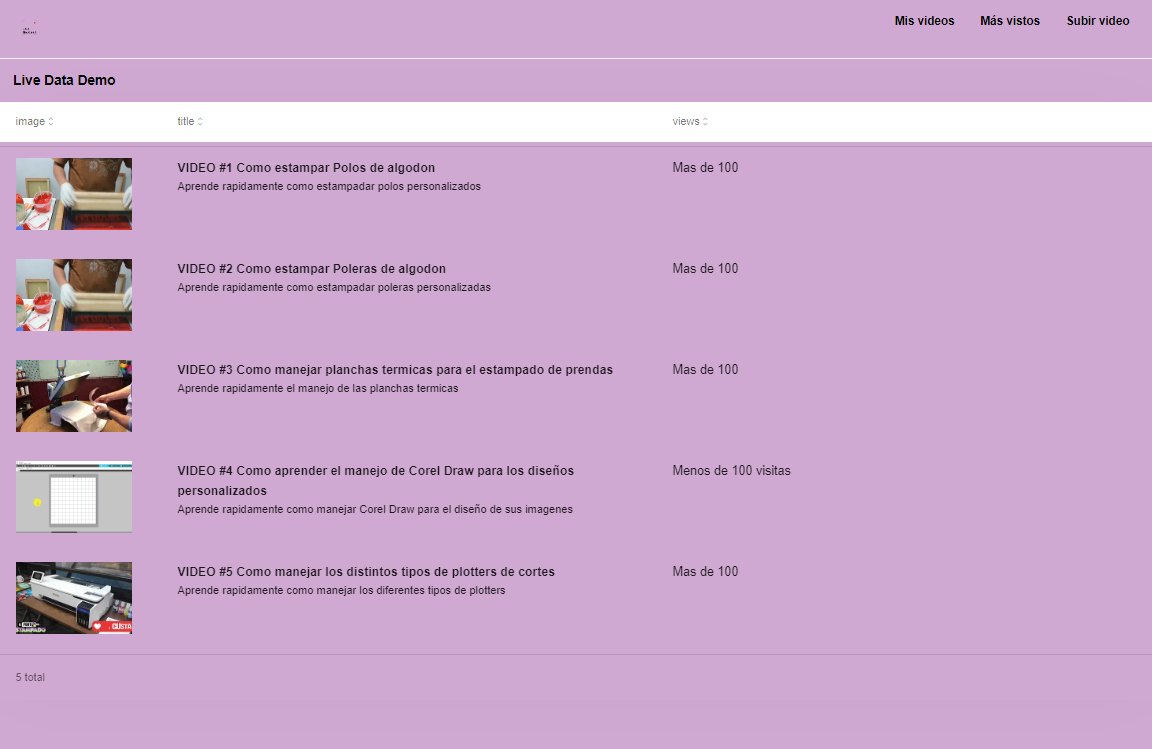 Mis videos Más vistos Subir video
Live Data Demo
image title views
VIDEO #1 Como estampar Polos de algodon Mas de 100
Aprende rapidamente como estampadar polos personalizados
VIDEO #2 Como estampar Poleras de algodon Mas de 100
Aprende rapidamente como estampadar poleras personalizadas
VIDEO #3 Como manejar planchas termicas para el estampado de prendas Mas de 100
Aprende rapidamente el manejo de las planchas termicas
VIDEO #4 Como aprender el manejo de Corel Draw para los diseños Menos de 100 visitas
personalizados
Aprende rapidamente como manejar Corel Draw para el diseño de sus imagenes
VIDEO #5 Como manejar los distintos tipos de plotters de cortes Mas de 100
Aprende rapidamente como manejar los diferentes tipos de plotters
5 total